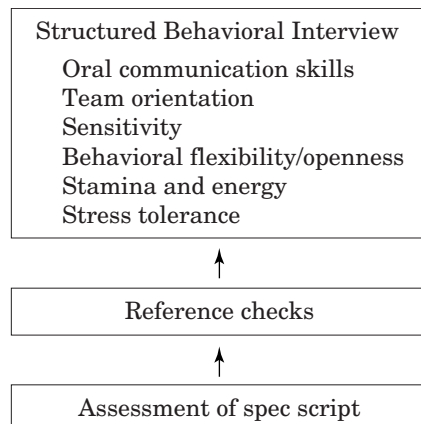 Structured Behavioral Interview
Oral communication skills
Team orientation
Sensitivity
Behavioral flexibility/openness
Stamina and energy
Stress tolerance
Reference checks
Assessment of spec script